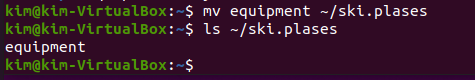 kim@kim-VirtualBox:~$ mv equipment ~/ski.plases
kim@kim-VirtualBox:~$ ls ~/ski.plases
equipment
kim@kim-VirtualBox:~$